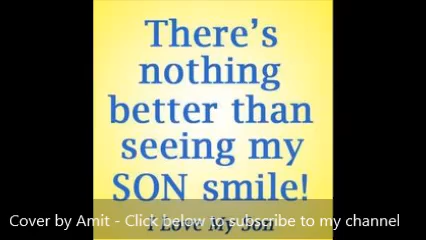 There's
nothing
better than
seeing my
SON smile!
I Love My Son
Cover by Amit - Click below to subscribe to my channel